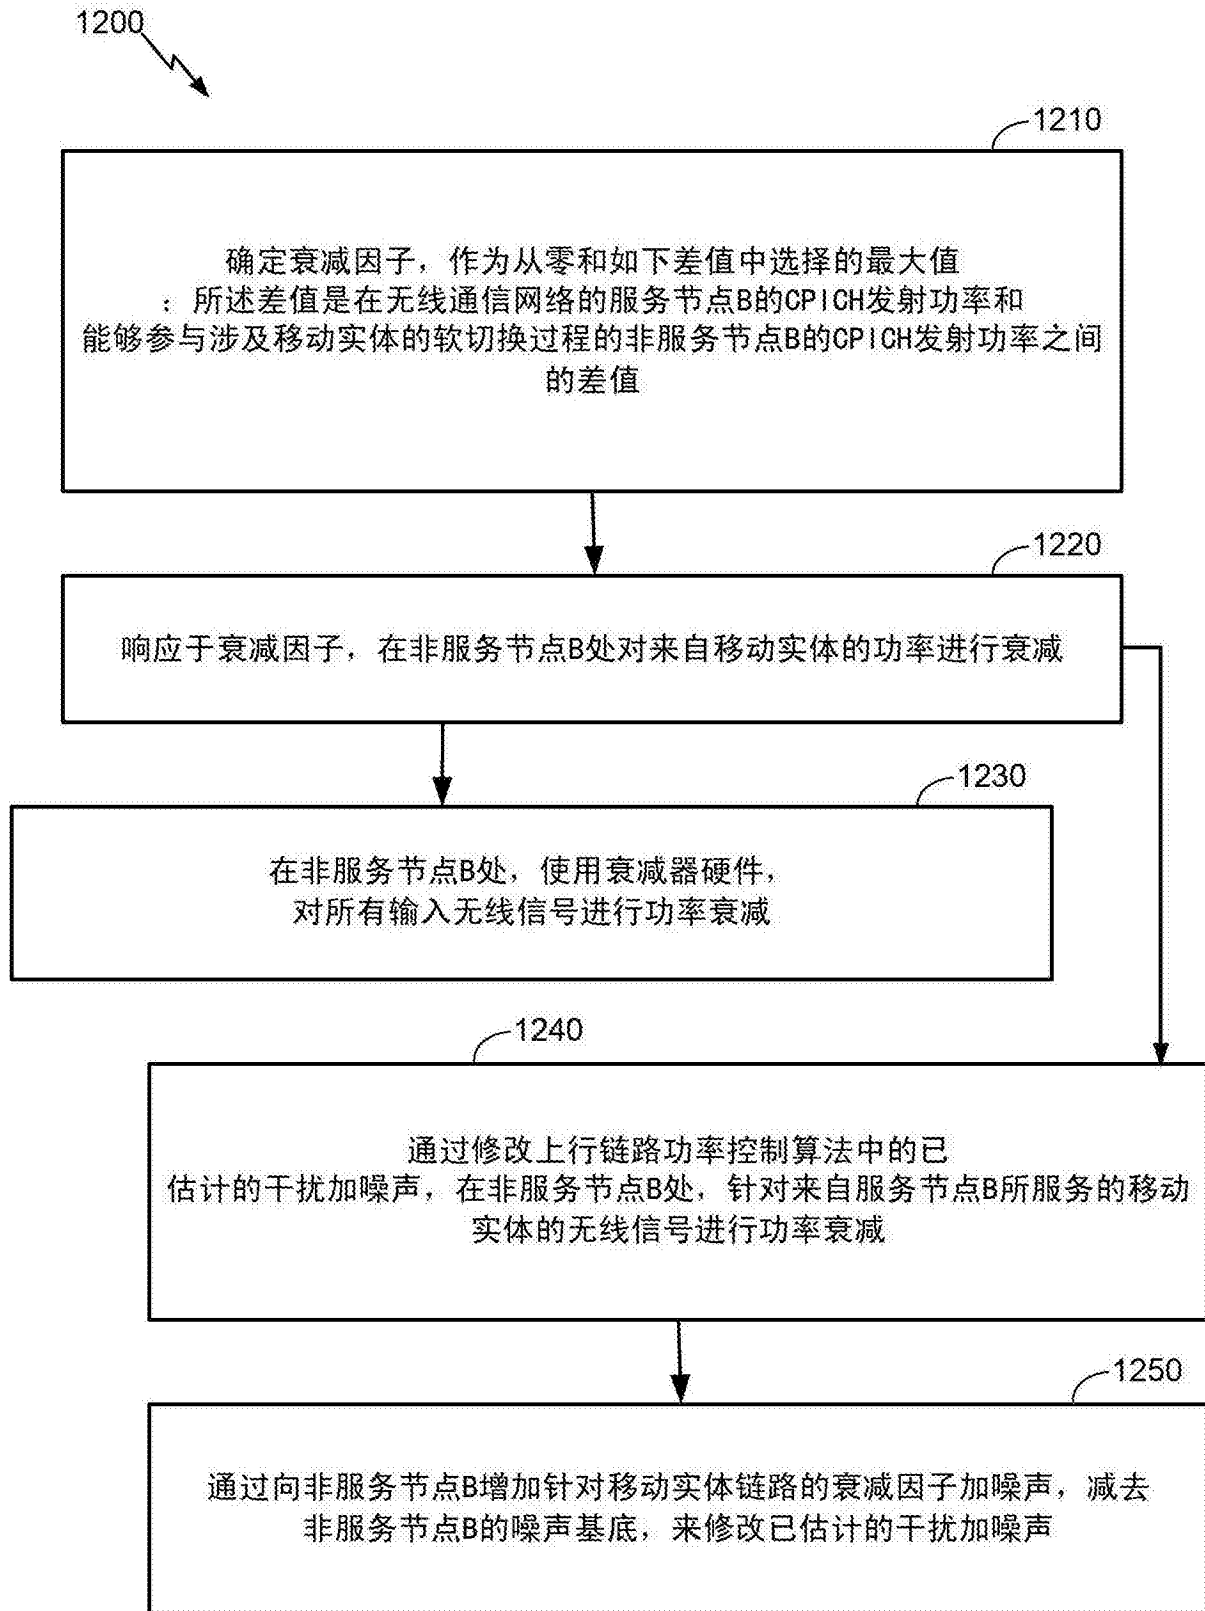 1200
1210
确定衰减因子，作为从零和如下差值中选择的最大值
：所述差值是在无线通信网络的服务节点B的CPICH发射功率和
能够参与涉及移动实体的软切换过程的非服务节点B的CPICH发射功率之间
的差值
1220
响应于衰减因子，在非服务节点B处对来自移动实体的功率进行衰减
1230
在非服务节点B处，使用衰减器硬件，
对所有输入无线信号进行功率衰减
1240
通过修改上行链路功率控制算法中的已
估计的干扰加噪声，在非服务节点B处，针对来自服务节点B所服务的移动
实体的无线信号进行功率衰减
1250
通过向非服务节点B增加针对移动实体链路的衰减因子加噪声，减去
非服务节点B的噪声基底，来修改已估计的干扰加噪声